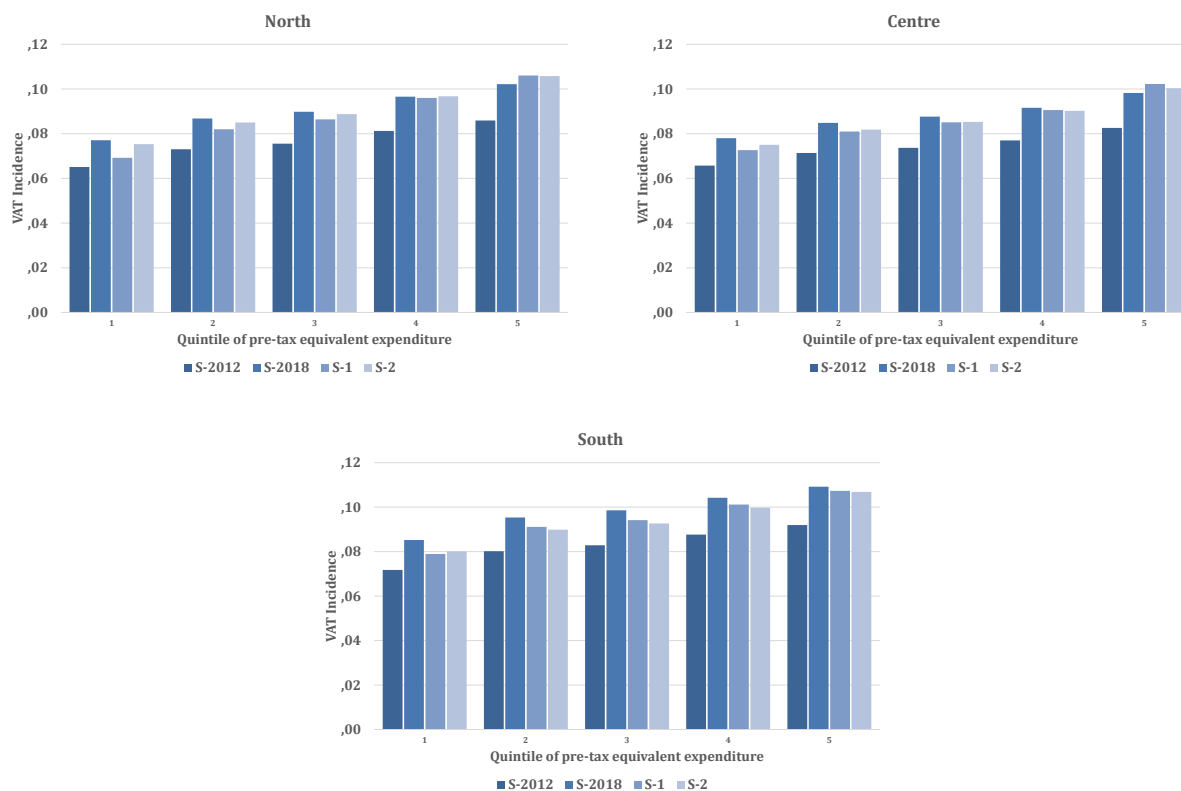 North
,12
,10
,08
,06
,04
,02
,00
VAT Incidence
1 2 3 4 5
Quintile of pre-tax equivalent expenditure
S-2012 S-2018 S-1 S-2
Centre
,12
,10
,08
,06
,04
,02
,00
VAT Incidence
1 2 3 4 5
Quintile of pre-tax equivalent expenditure
S-2012 S-2018 S-1 S-2
South
,12
,10
,08
,06
,04
,02
,00
VAT Incidence
1 2 3 4 5
Quintile of pre-tax equivalent expenditure
S-2012 S-2018 S-1 S-2